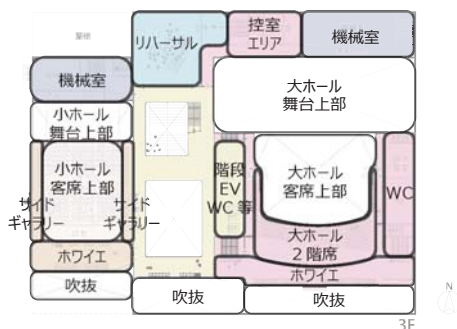 屋根
リハーサル
控室
エリア
機械室
機械室
大ホール
舞台上部
小ホール
舞台上部
小ホール
客席上部
階段
EV
WC 等
大ホール
客席上部
WC
サイド
ギャラリー
サイド
ギャラリー
大ホール
２階席
ホワイエ
ホワイエ
吹抜
吹抜
吹抜
N
3F